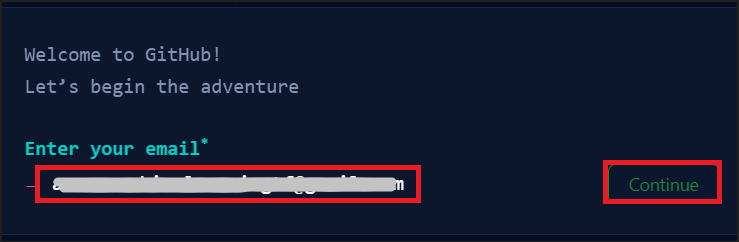 Welcome to GitHub!
Let’s begin the adventure
Enter your email*
Continue